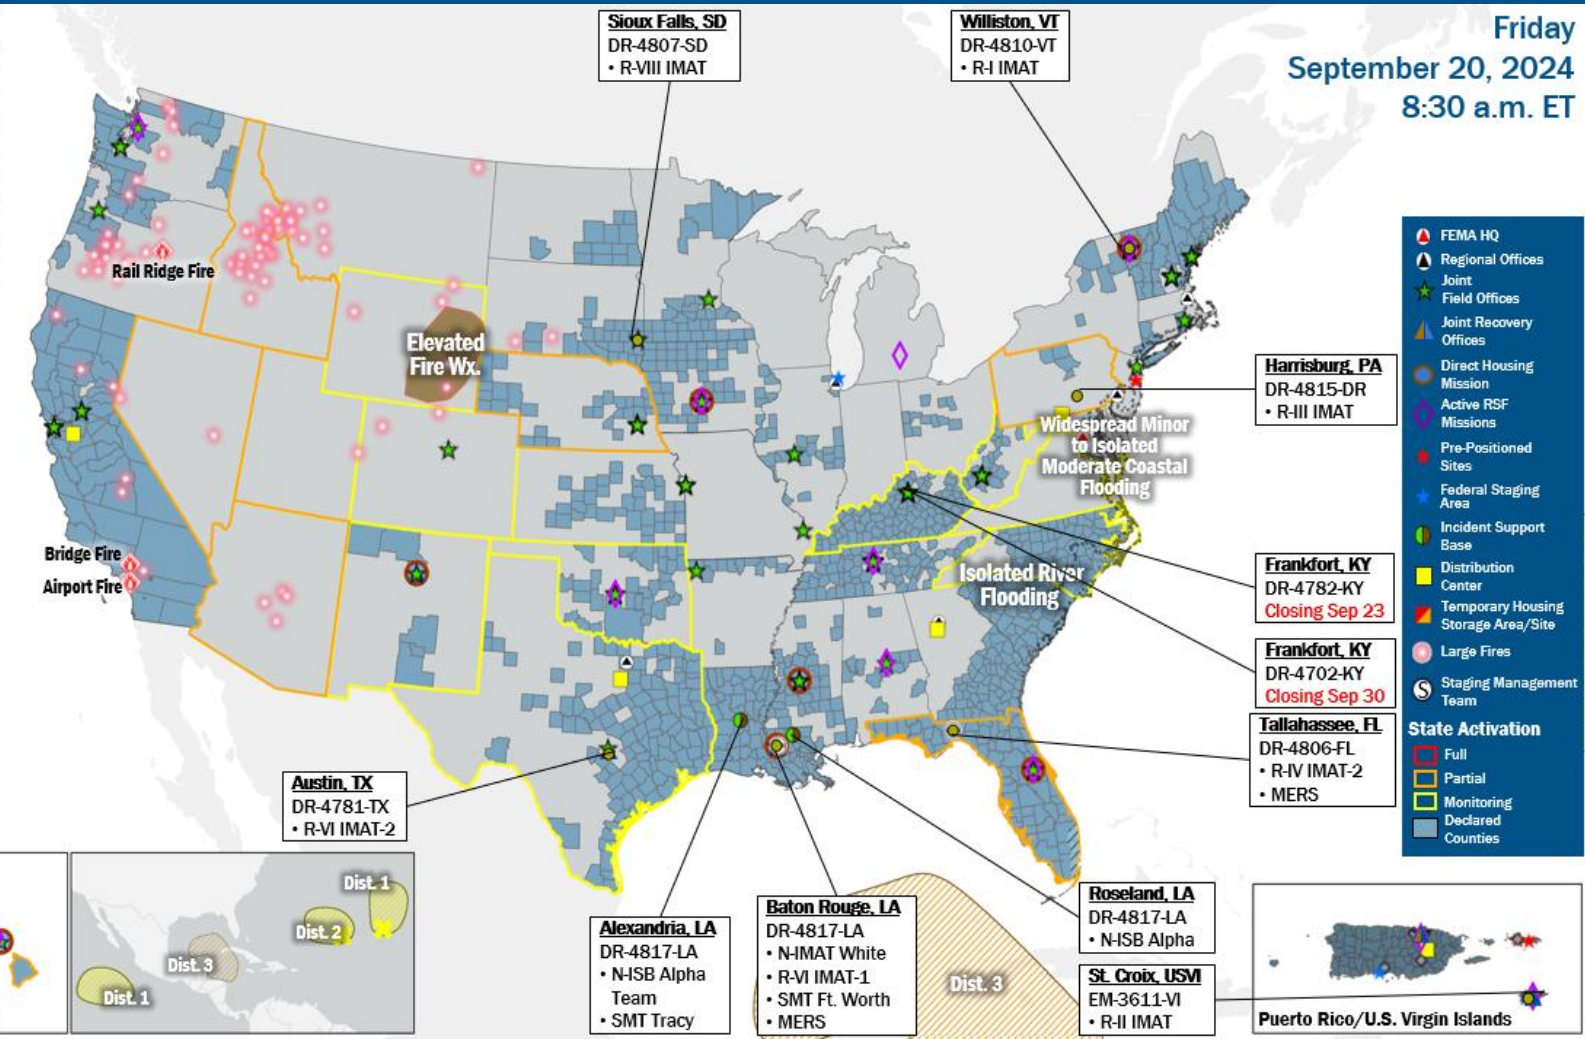 Friday
September 20, 2024
8:30 a.m. ET
Sioux Falls, SD
DR-4807-SD
• R-VIII IMAT
Williston, VT
DR-4810-VT
• R-I IMAT
Rail Ridge Fire
Elevated
Fire Wx.
Bridge Fire
Airport Fire
Harrisburg, PA
DR-4815-DR
• R-III IMAT
Widespread Minor
to Isolated
Moderate Coastal
Flooding
Isolated River
Flooding
Frankfort, KY
DR-4782-KY
Closing Sep 23
Frankfort, KY
DR-4702-KY
Closing Sep 30
Tallahassee, FL
DR-4806-FL
• R-IV IMAT-2
• MERS
Austin, TX
DR-4781-TX
• R-VI IMAT-2
Alexandria, LA
DR-4817-LA
• N-ISB Alpha
Team
• SMT Tracy
Baton Rouge, LA
DR-4817-LA
• N-IMAT White
• R-VI IMAT-1
• SMT Ft. Worth
• MERS
Roseland, LA
DR-4817-LA
• N-ISB Alpha
St. Croix, USVI
EM-3611-VI
• R-II IMAT
Dist. 3
Dist. 1
Dist. 2
Dist. 3
Dist. 1
Puerto Rico/U.S. Virgin Islands
FEMA HQ
Regional Offices
Joint
Field Offices
Joint Recovery
Offices
Direct Housing
Mission
Active RSF
Missions
Pre-Positioned
Sites
Federal Staging
Area
Incident Support
Base
Distribution
Center
Temporary Housing
Storage Area/Site
Large Fires
S
Staging Management
Team
State Activation
Full
Partial
Monitoring
Declared
Counties